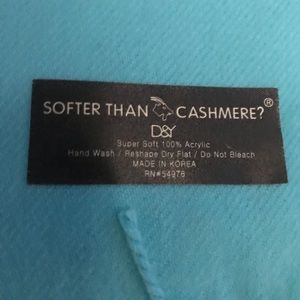 SOFTER THAN CASHMERE?®
D&Y
Super Soft 100% Acrylic
Hand Wash / Reshape Dry Flat / Do Not Bleach
MADE IN KOREA
RN#54976